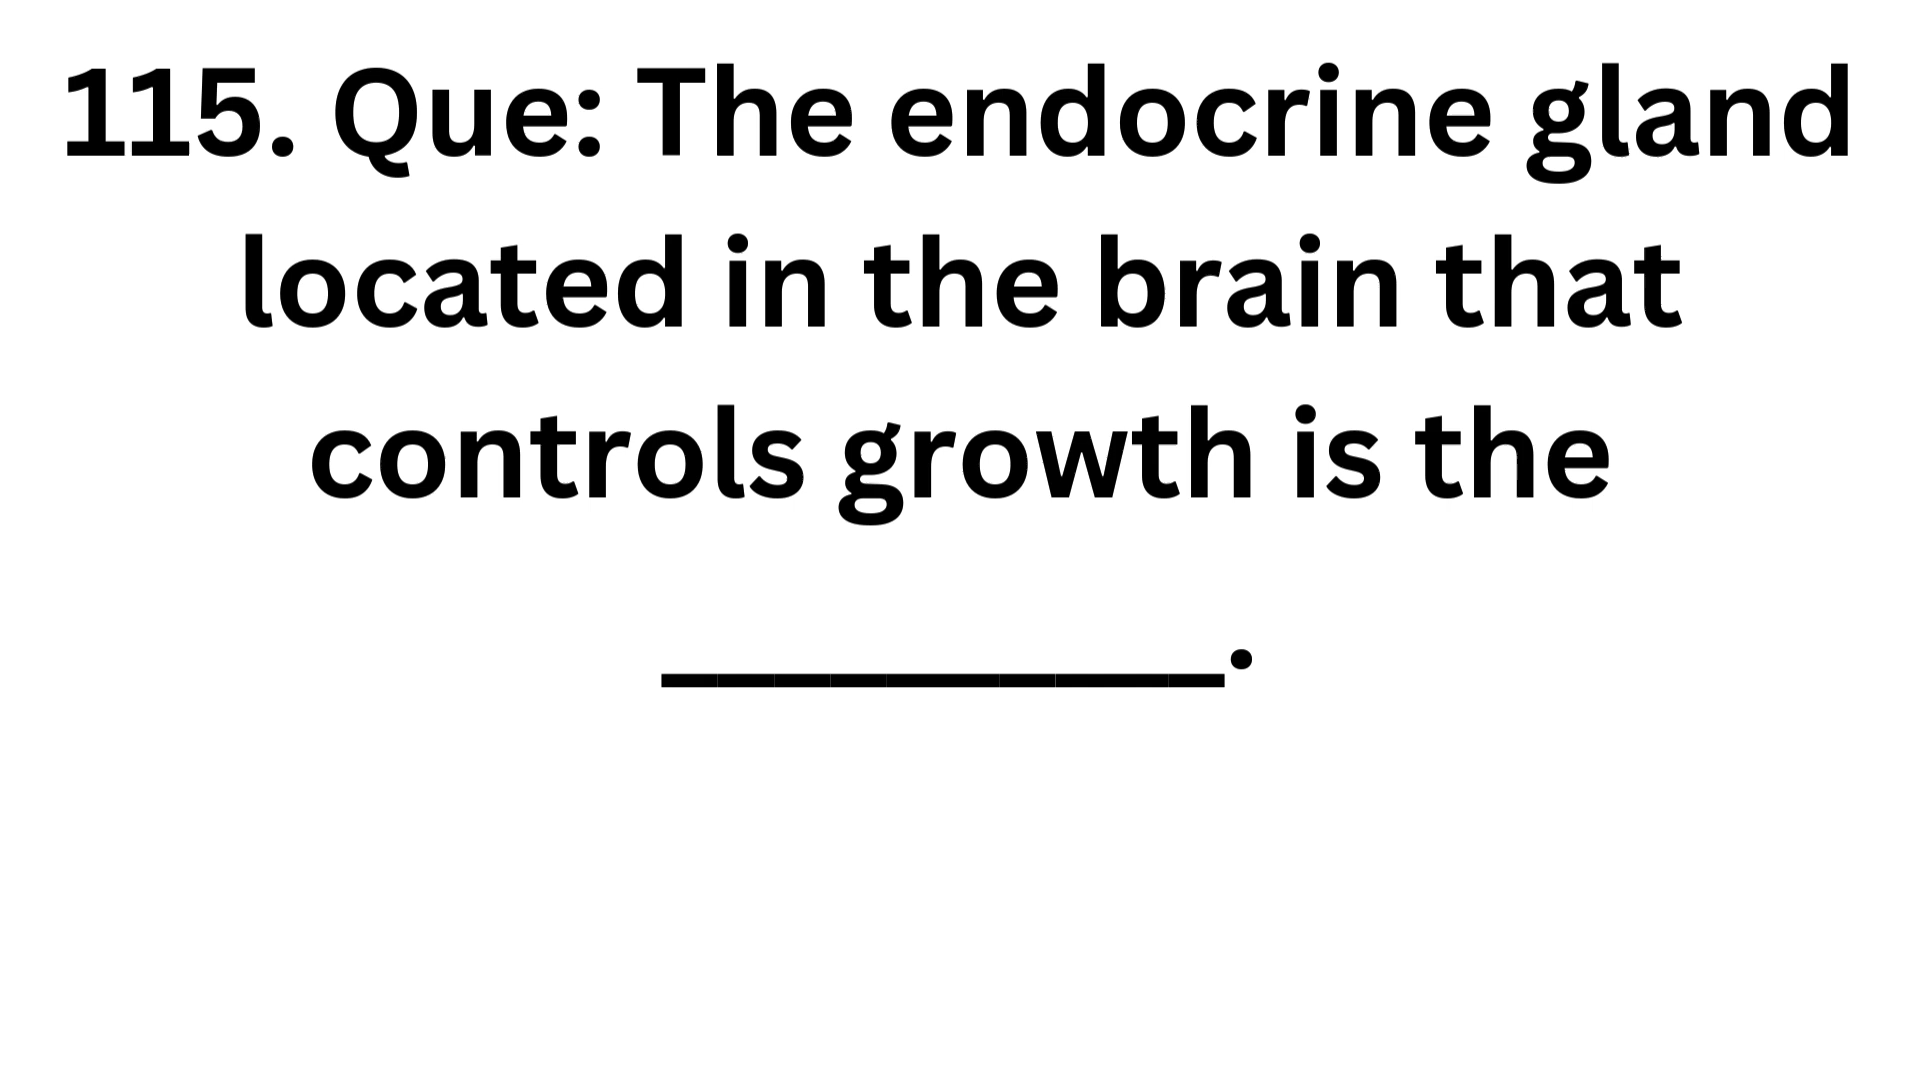 115. Que: The endocrine gland
located in the brain that
controls growth is the
__________.